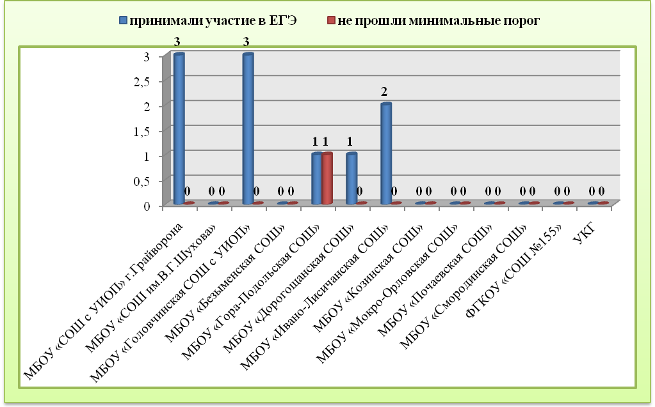 принимали участие в ЕГЭ не прошли минимальные порог
3
2,5
2
1,5
1
0,5
0
3 0
0 0
3 0
0 0
1 1
1 0
2 0
0 0
0 0
0 0
0 0
0 0
0 0
МБОУ «СОШ с УИОП» г.Грайворона
МБОУ «СОШ им.В.Г.Шухова»
МБОУ «Головчинская СОШ с УИОП»
МБОУ «Безыменская СОШ»
МБОУ «Гора-Подольская СОШ»
МБОУ «Дорогощанская СОШ»
МБОУ «Ивано-Лисичанская СОШ»
МБОУ «Козинская СОШ»
МБОУ «Мокро-Орловская СОШ»
МБОУ «Почаевская СОШ»
МБОУ «Смородинская СОШ»
ФГКОУ «СОШ №155»
УКГ